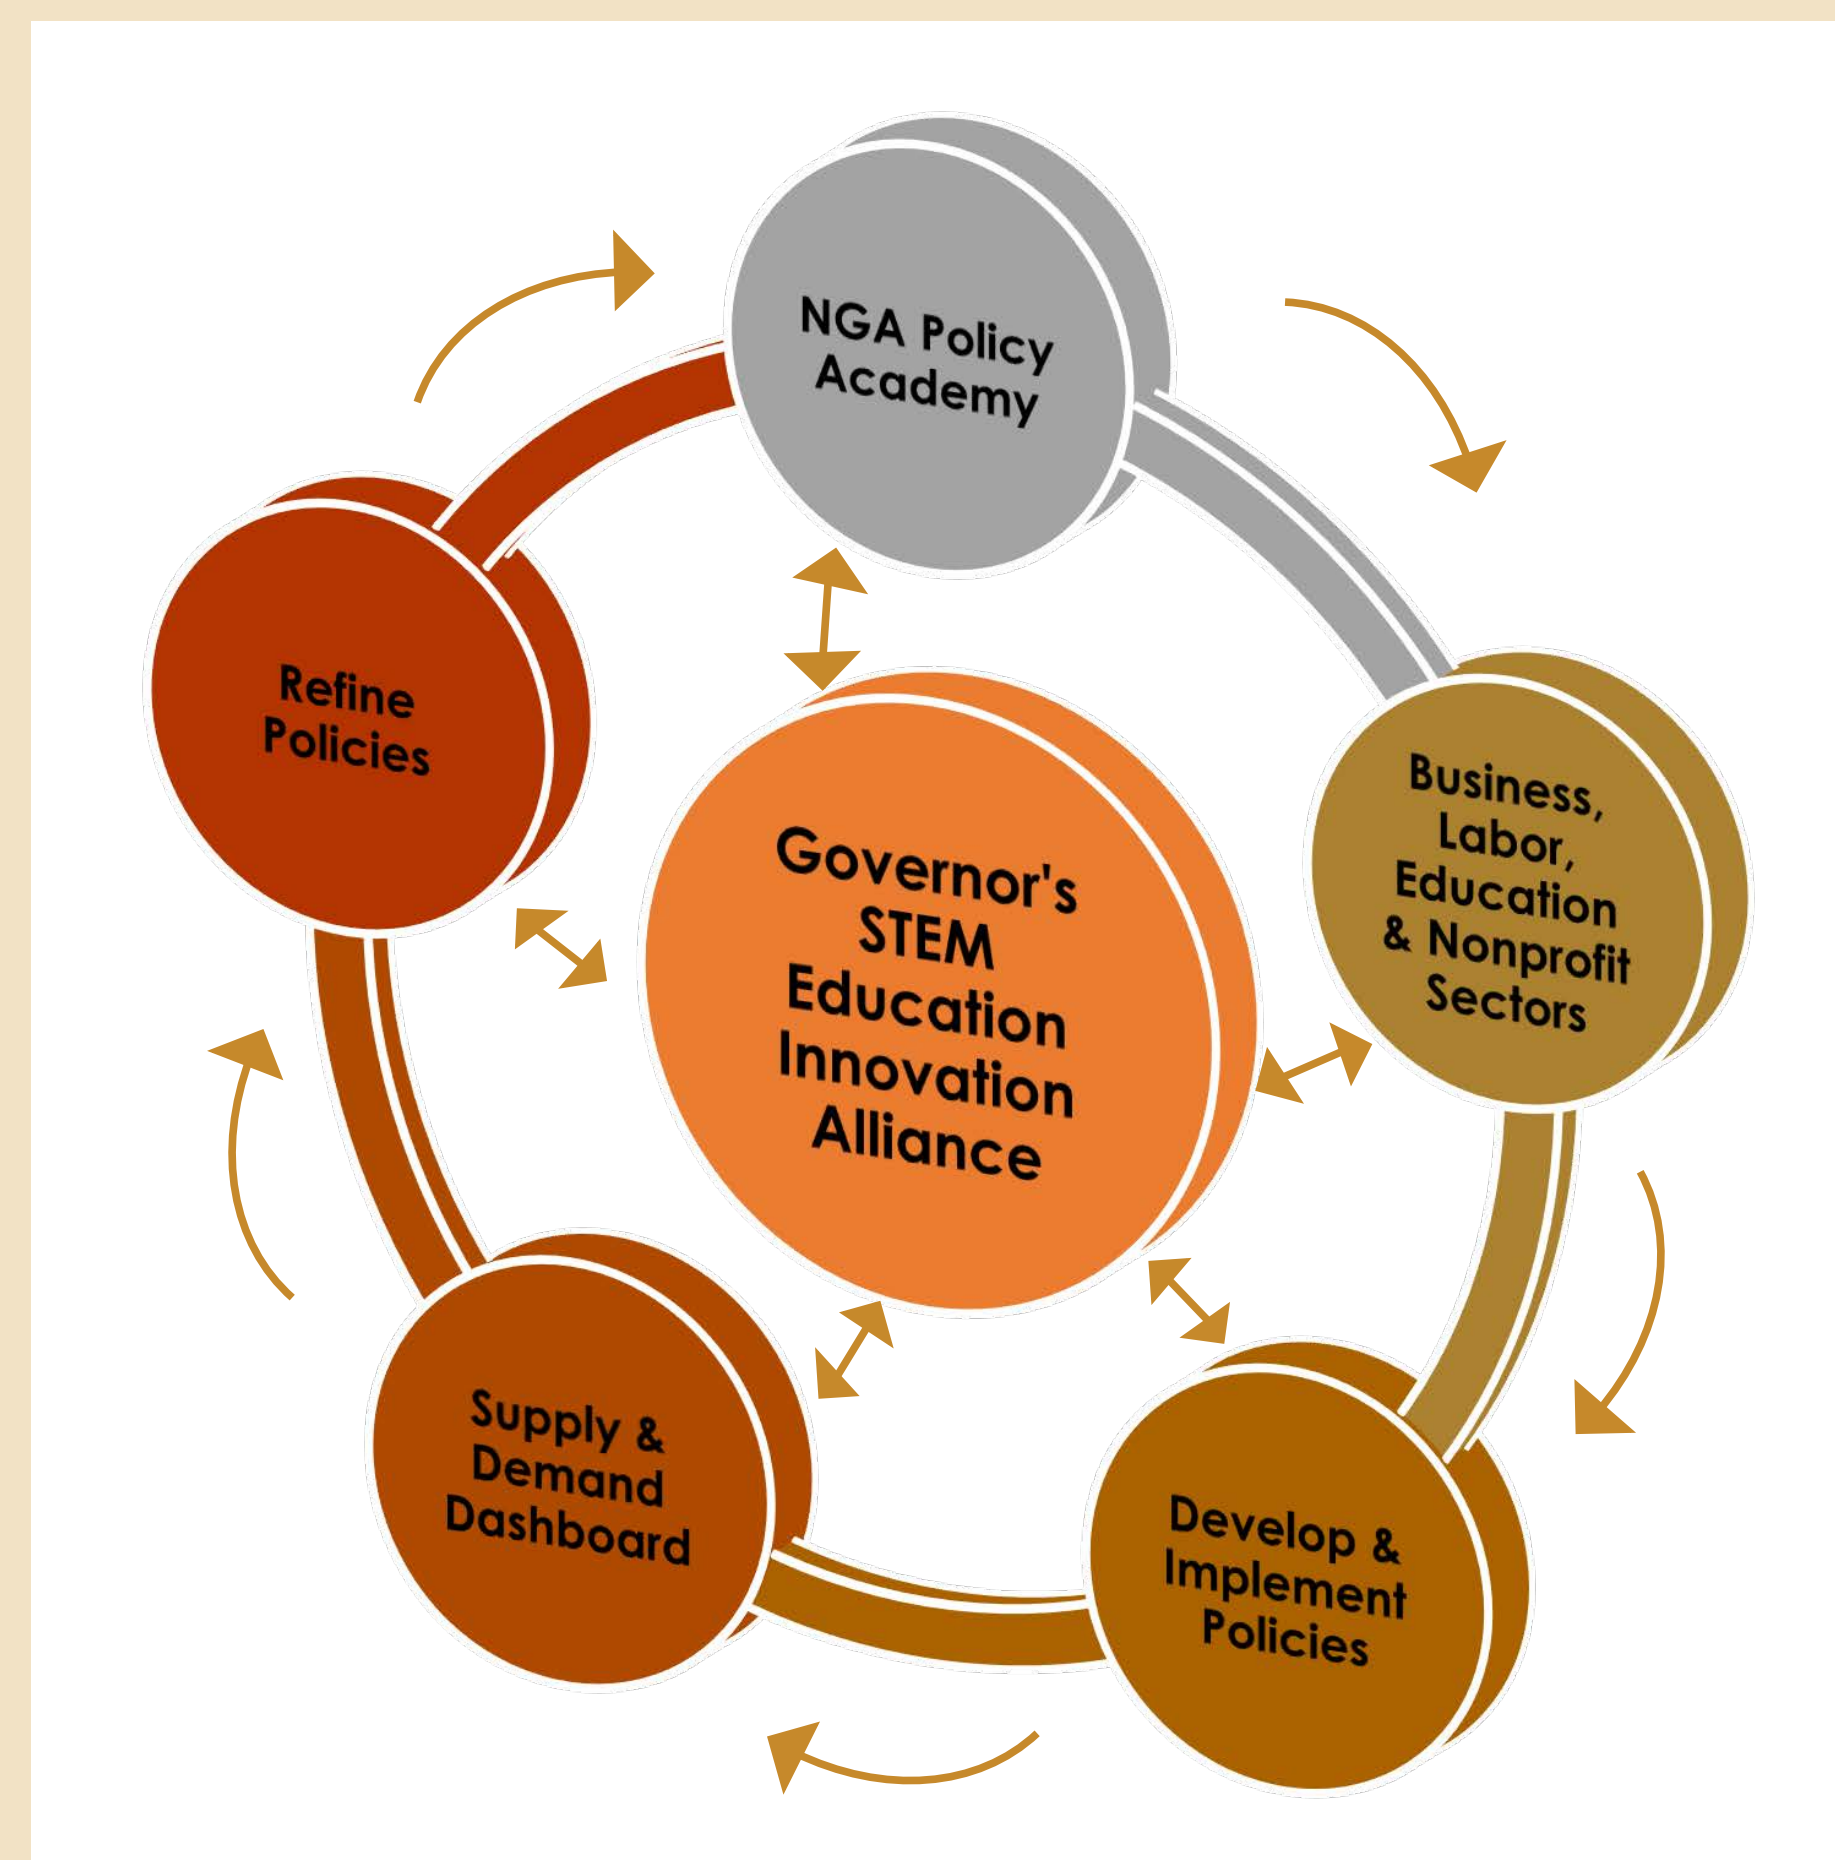 NGA Policy
Academy
Business,
Labor,
Education
& Nonprofit
Sectors
Develop &
Implement
Policies
Supply &
Demand
Dashboard
Refine
Policies
Governor's
STEM
Education
Innovation
Alliance